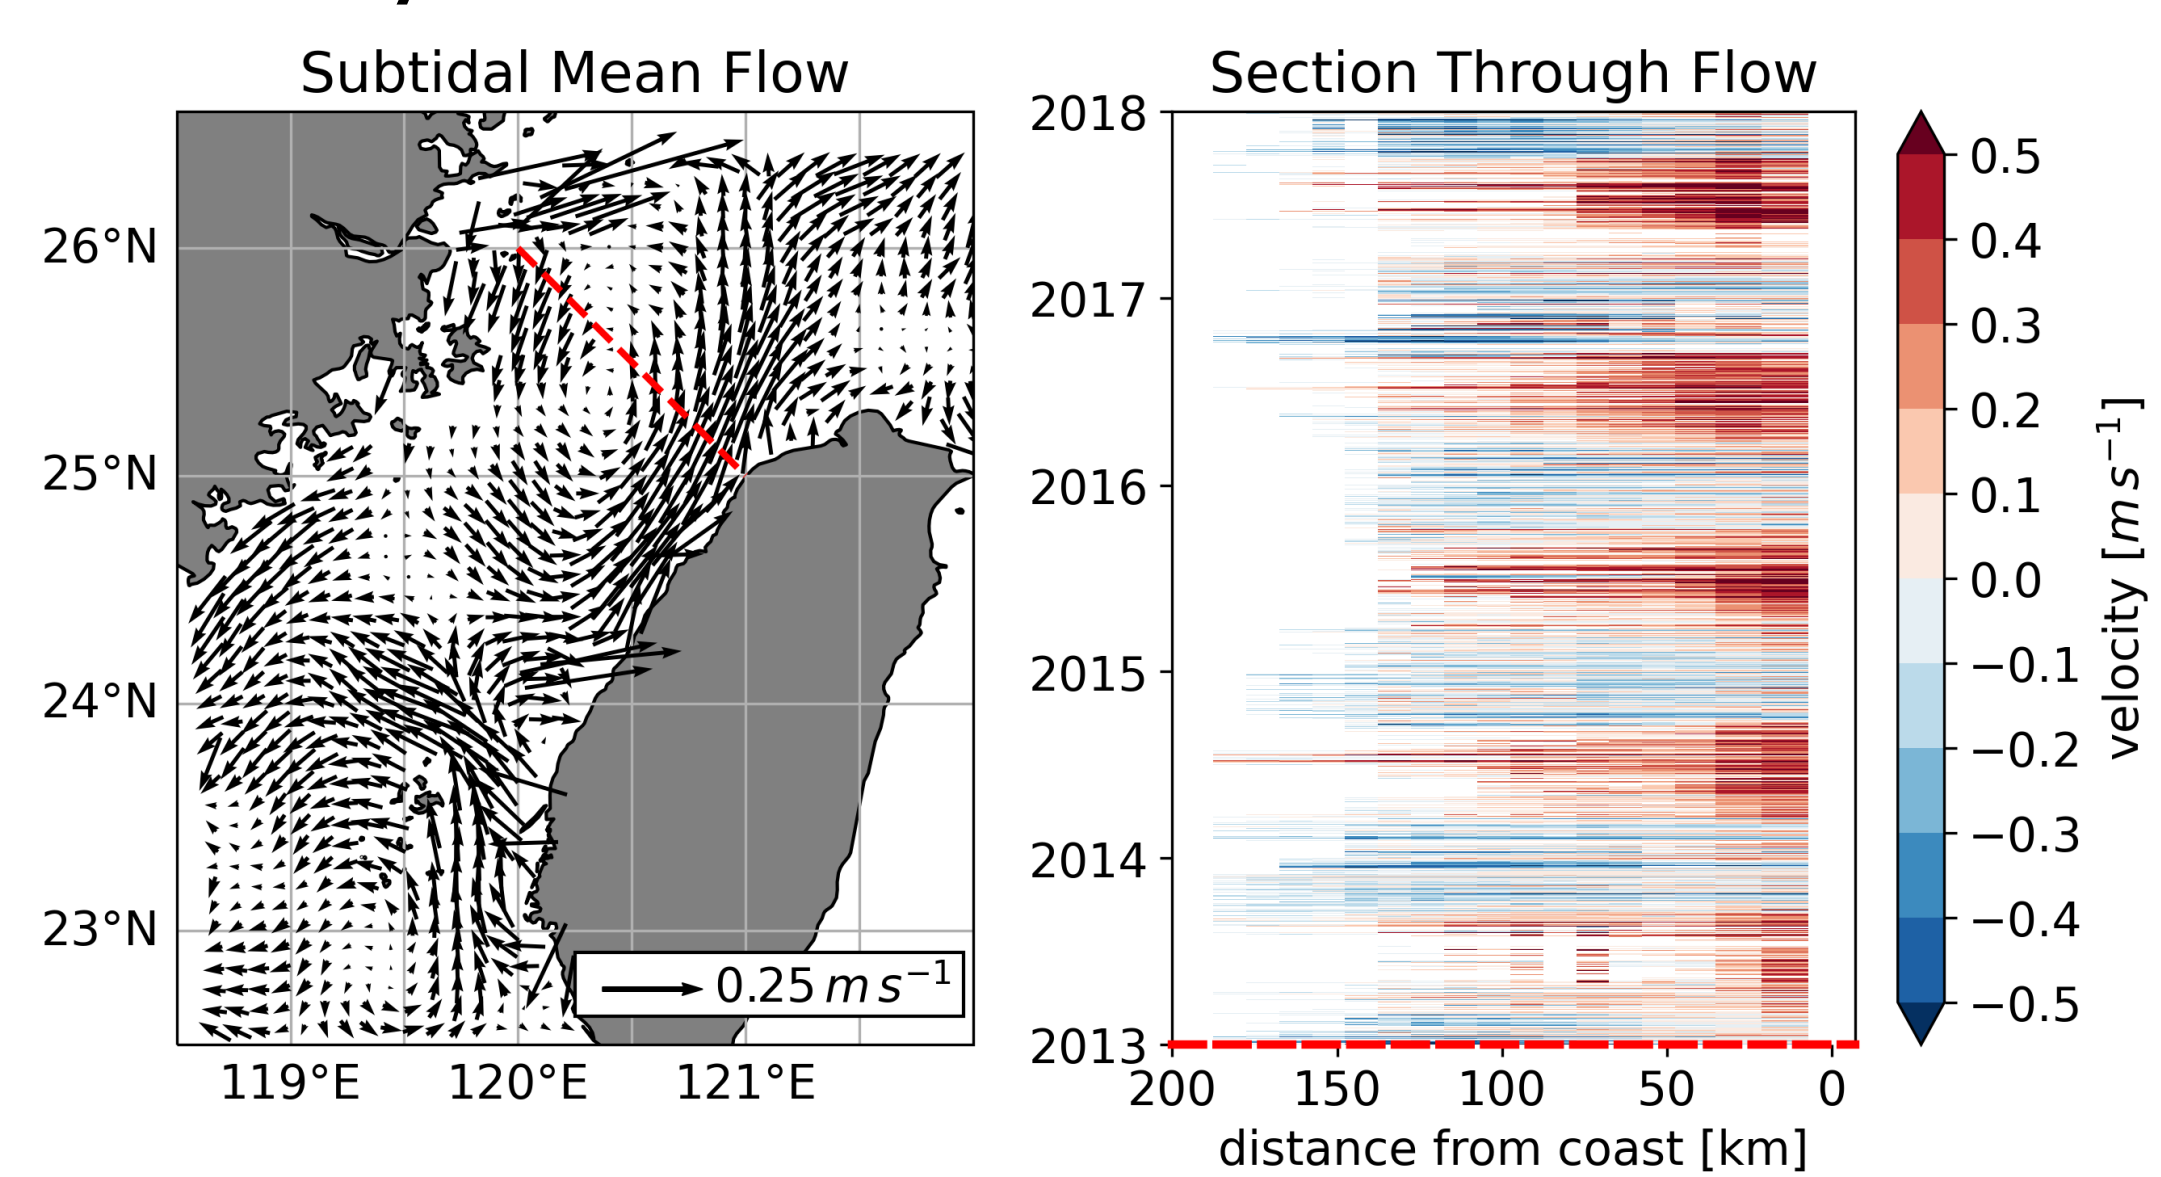 Subtidal Mean Flow
26°N
25°N
24°N
23°N
119°E
120°E
121°E
0.25 m s⁻¹
Section Through Flow
2018
2017
2016
2015
2014
2013
200
150
100
50
0
distance from coast [km]
0.5
0.4
0.3
0.2
0.1
0.0
−0.1
−0.2
−0.3
−0.4
−0.5
velocity [m s⁻¹]